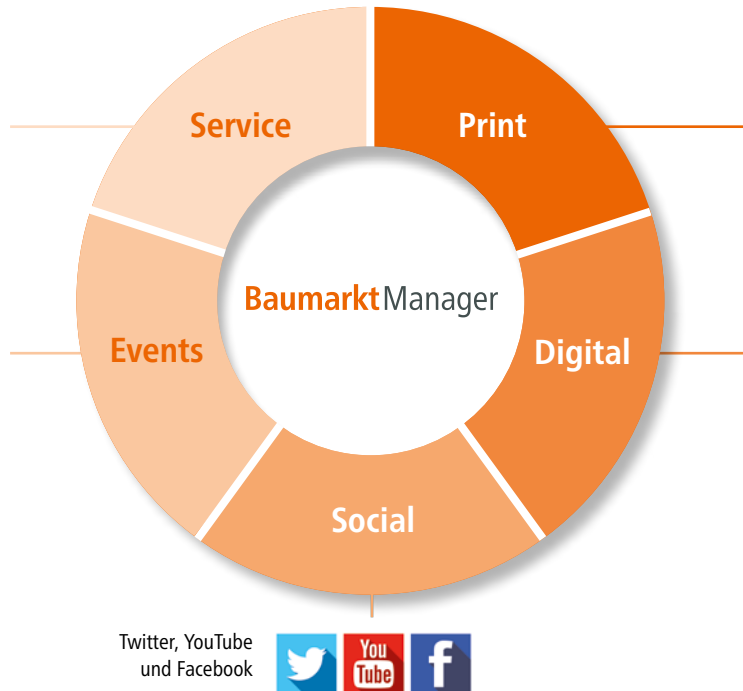 Service
Print
BaumarktManager
Events
Digital
Social
Twitter, YouTube
und Facebook
You
Tube
f